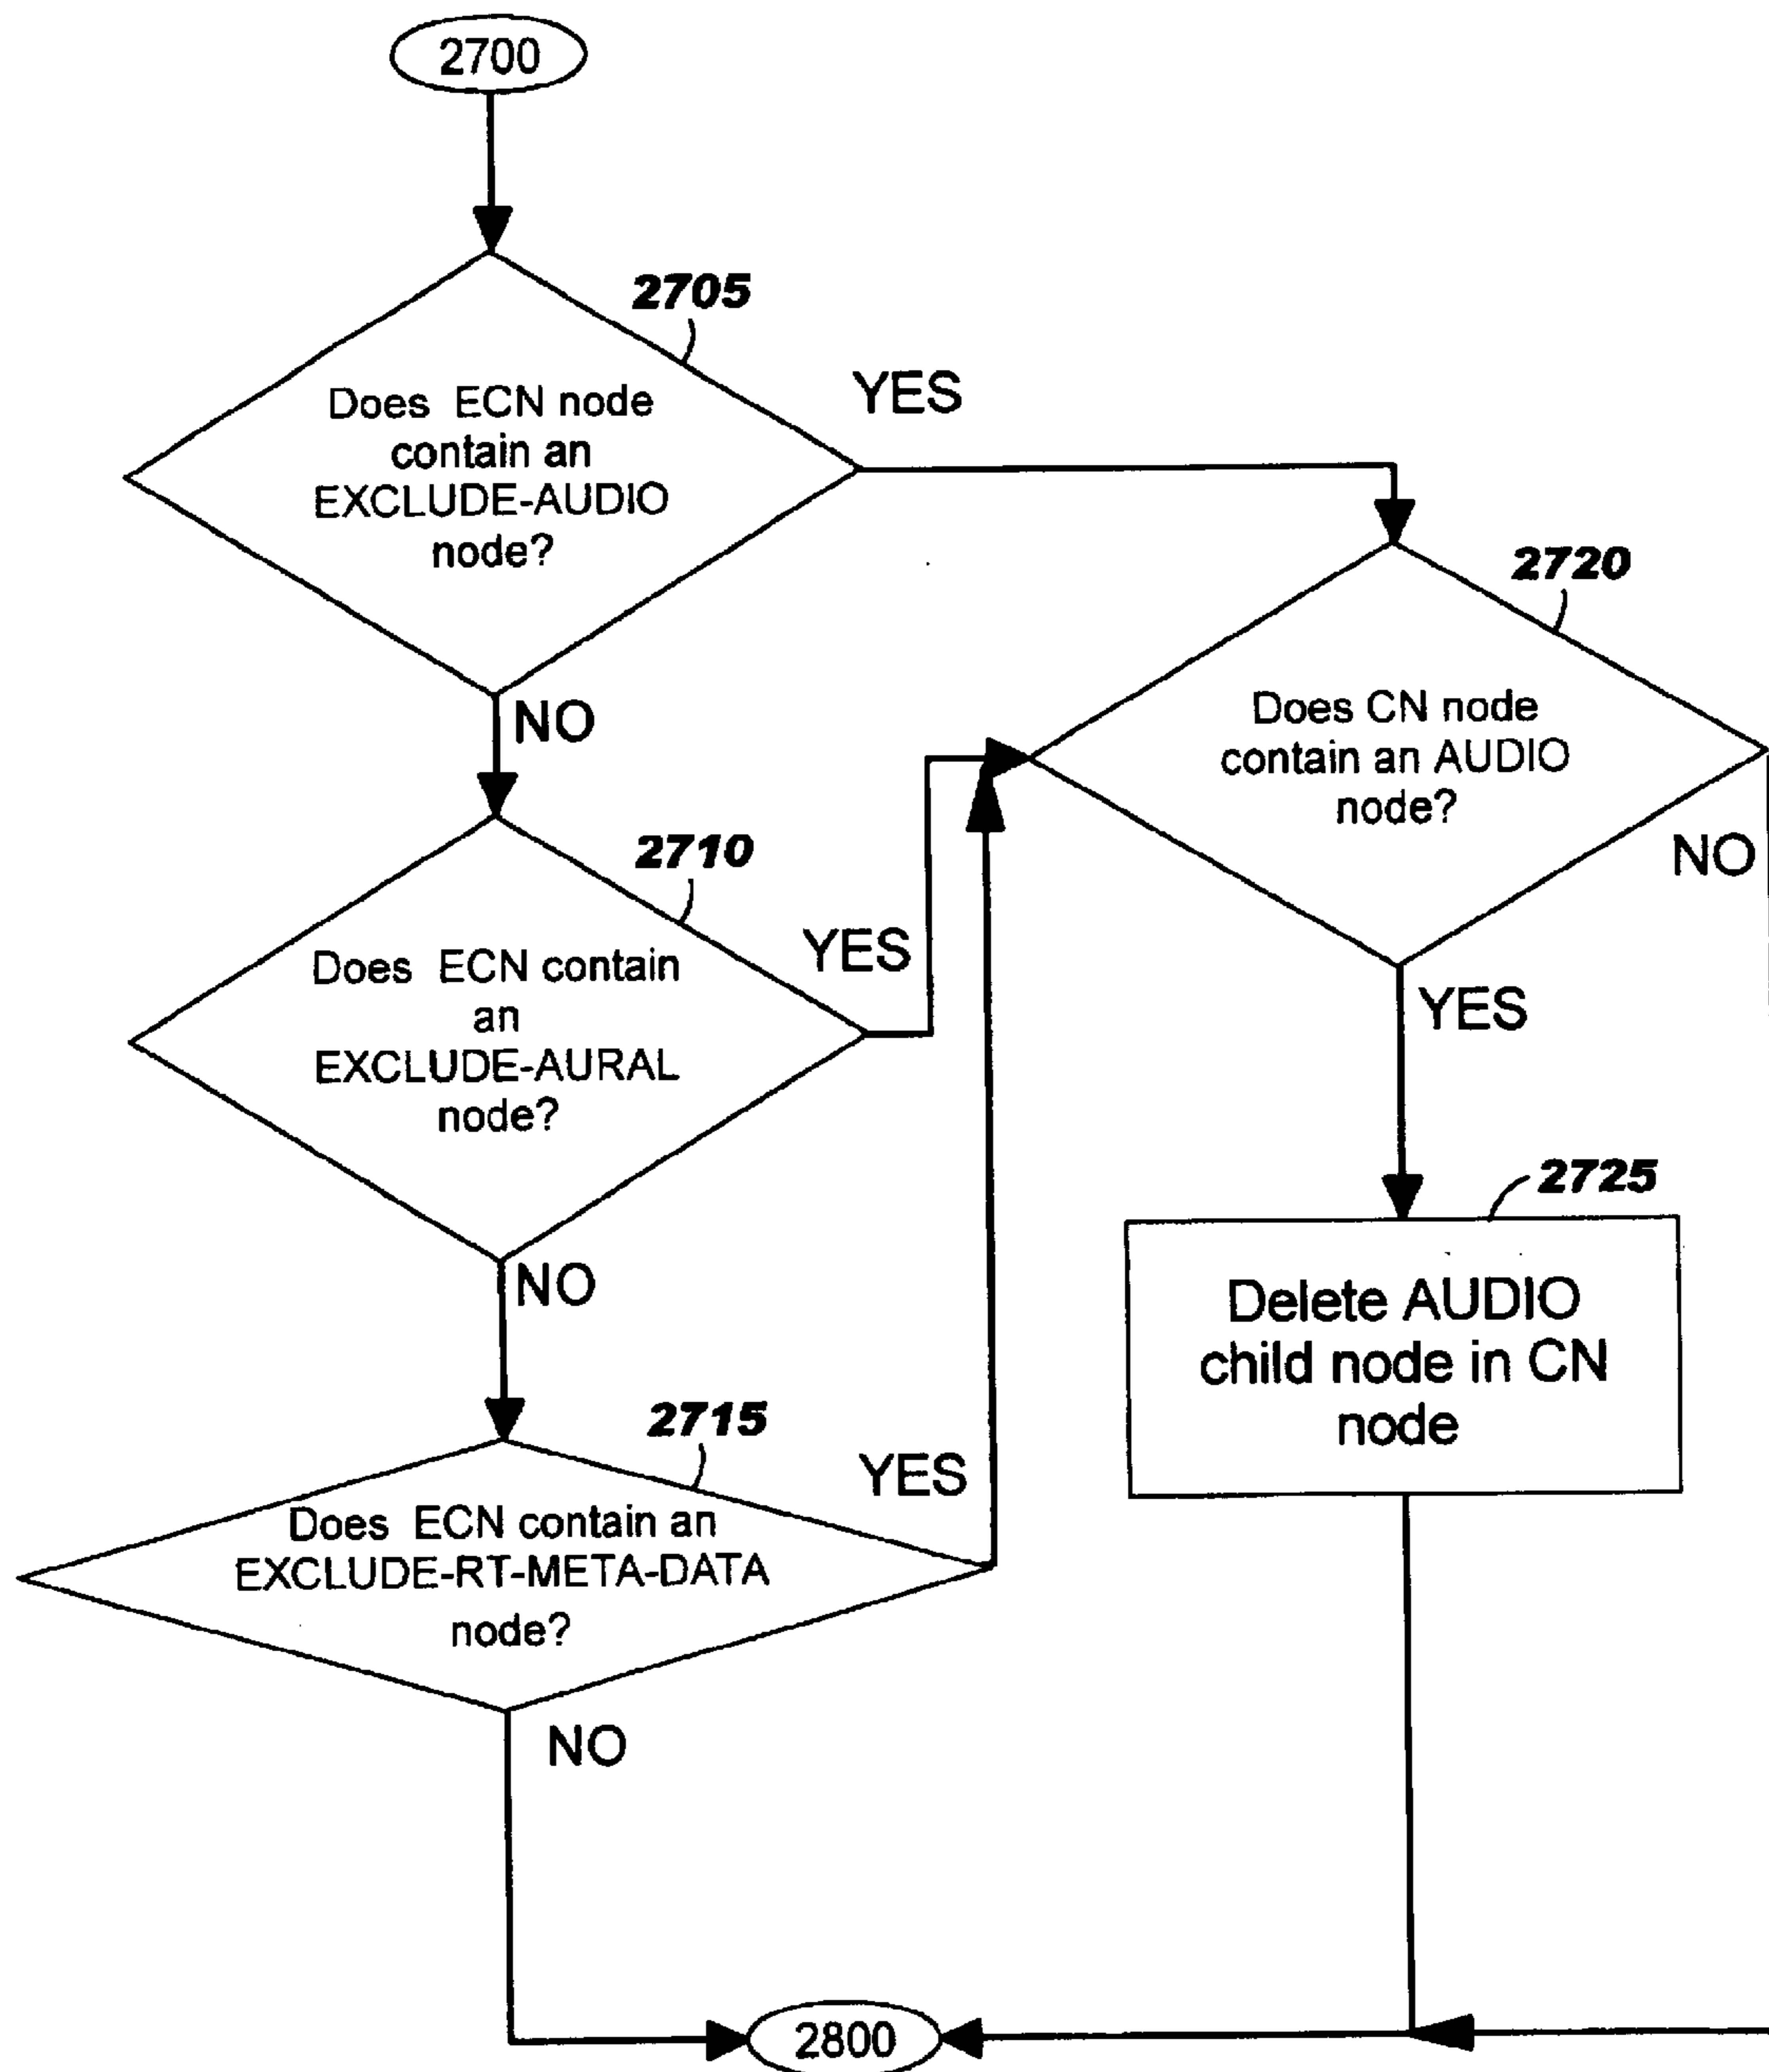 2700
2705
Does ECN node
contain an
EXCLUDE-AUDIO
node?
YES
NO
2720
Does CN node
contain an AUDIO
node?
NO
YES
2710
Does ECN contain
an
EXCLUDE-AURAL
node?
YES
NO
2725
Delete AUDIO
child node in CN
node
2715
Does ECN contain an
EXCLUDE-RT-META-DATA
node?
YES
NO
2800